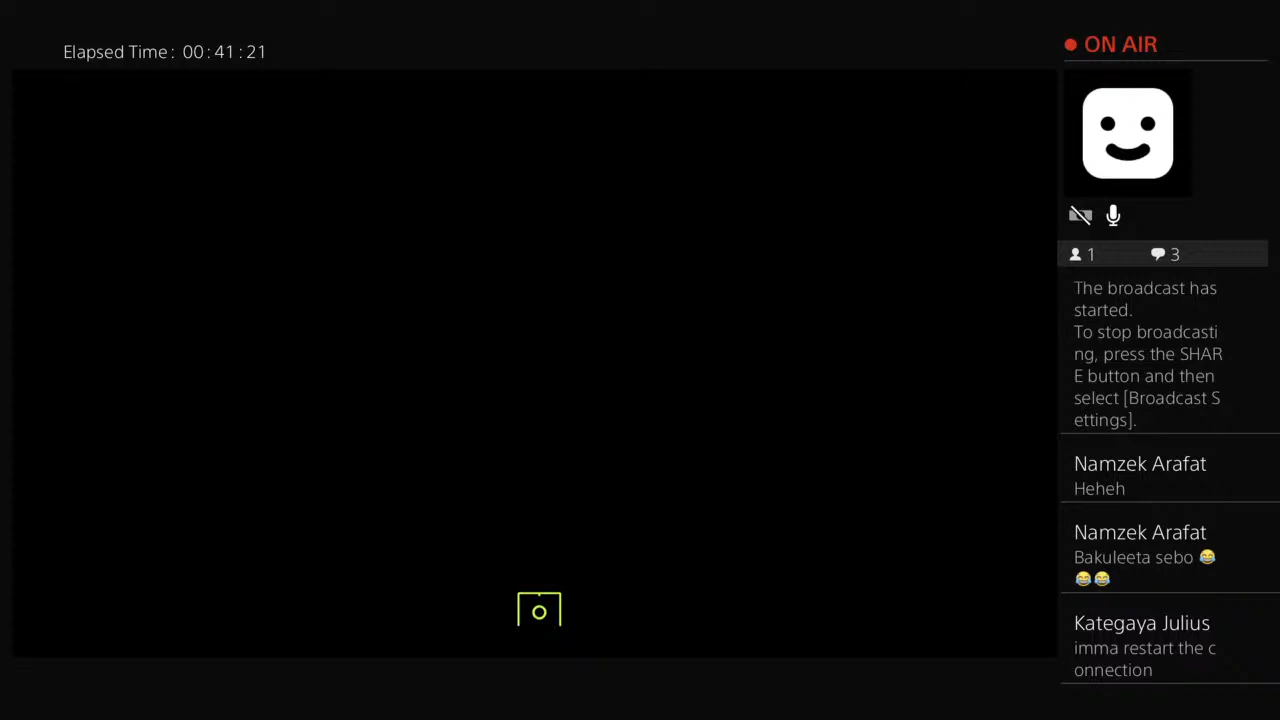 Elapsed Time: 00:41:21
ON AIR
1 3
The broadcast has
started.
To stop broadcasti
ng, press the SHAR
E button and then
select [Broadcast S
ettings].
Namzek Arafat
Heheh
Namzek Arafat
Bakuleeta sebo 😂
😂😂
Kategaya Julius
imma restart the c
onnection